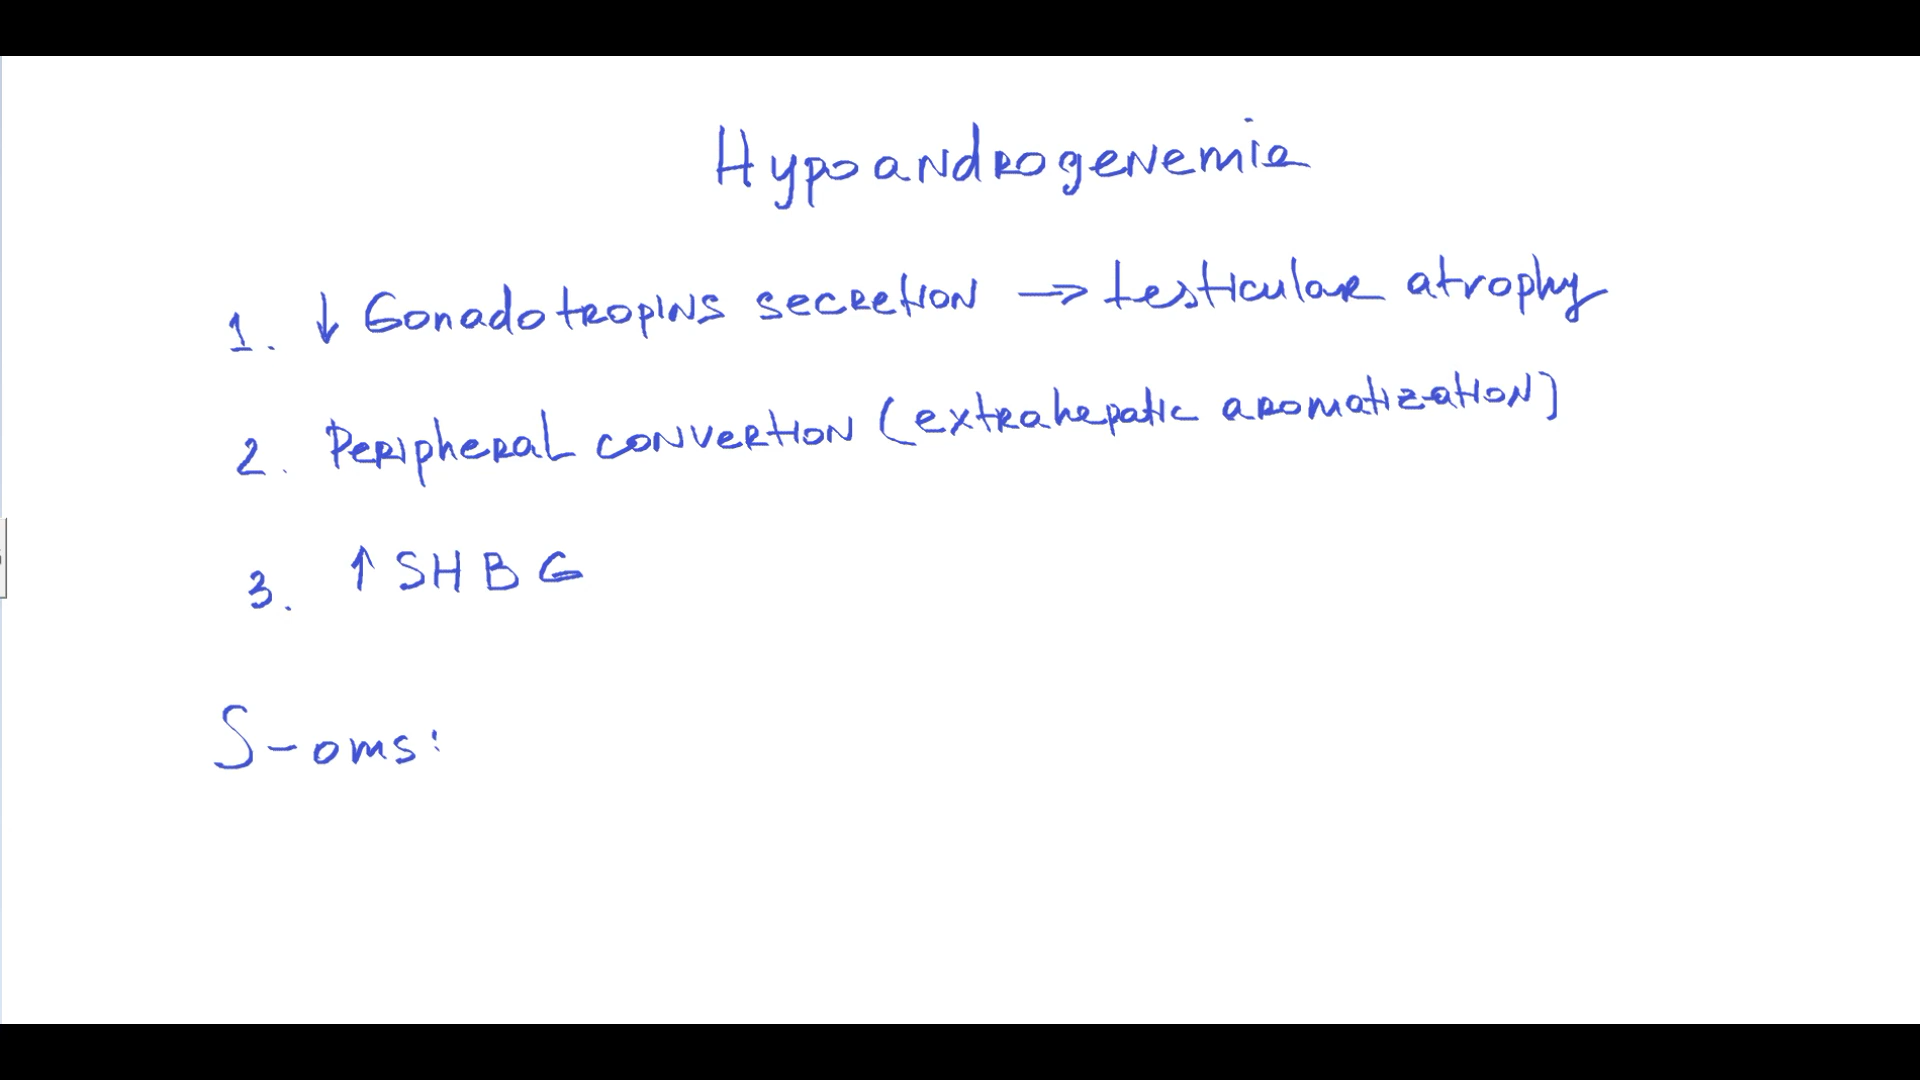 Hypoandrogenemia
1. ↓ Gonadotropins secretion → testicular atrophy
2. Peripheral convertion (extrahepatic aromatization)
3. ↑ SHBG
S-oms: